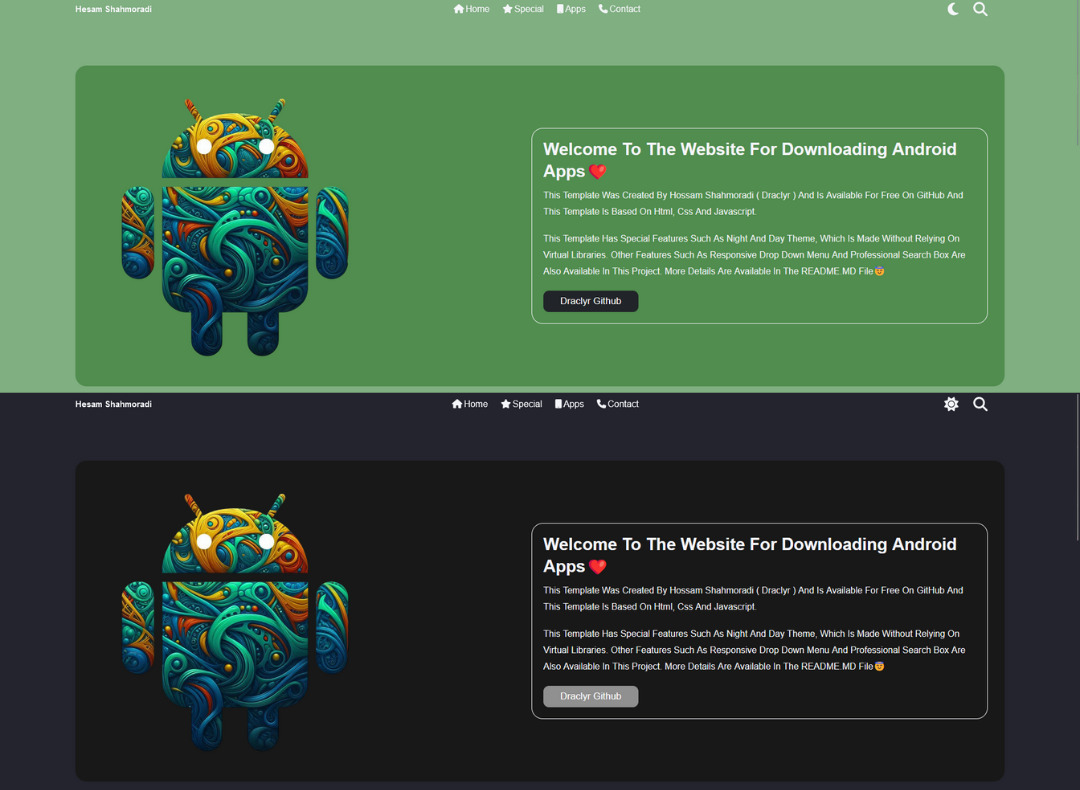 Hesam Shahmoradi
Home Special Apps Contact
Welcome To The Website For Downloading Android
Apps❤️
This Template Was Created By Hossam Shahmoradi ( Draclyr ) And Is Available For Free On GitHub And
This Template Is Based On Html, Css And Javascript.
This Template Has Special Features Such As Night And Day Theme, Which Is Made Without Relying On
Virtual Libraries. Other Features Such As Responsive Drop Down Menu And Professional Search Box Are
Also Available In This Project. More Details Are Available In The README.MD File😇
Draclyr Github
Hesam Shahmoradi
Home Special Apps Contact
Welcome To The Website For Downloading Android
Apps❤️
This Template Was Created By Hossam Shahmoradi ( Draclyr ) And Is Available For Free On GitHub And
This Template Is Based On Html, Css And Javascript.
This Template Has Special Features Such As Night And Day Theme, Which Is Made Without Relying On
Virtual Libraries. Other Features Such As Responsive Drop Down Menu And Professional Search Box Are
Also Available In This Project. More Details Are Available In The README.MD File😇
Draclyr Github